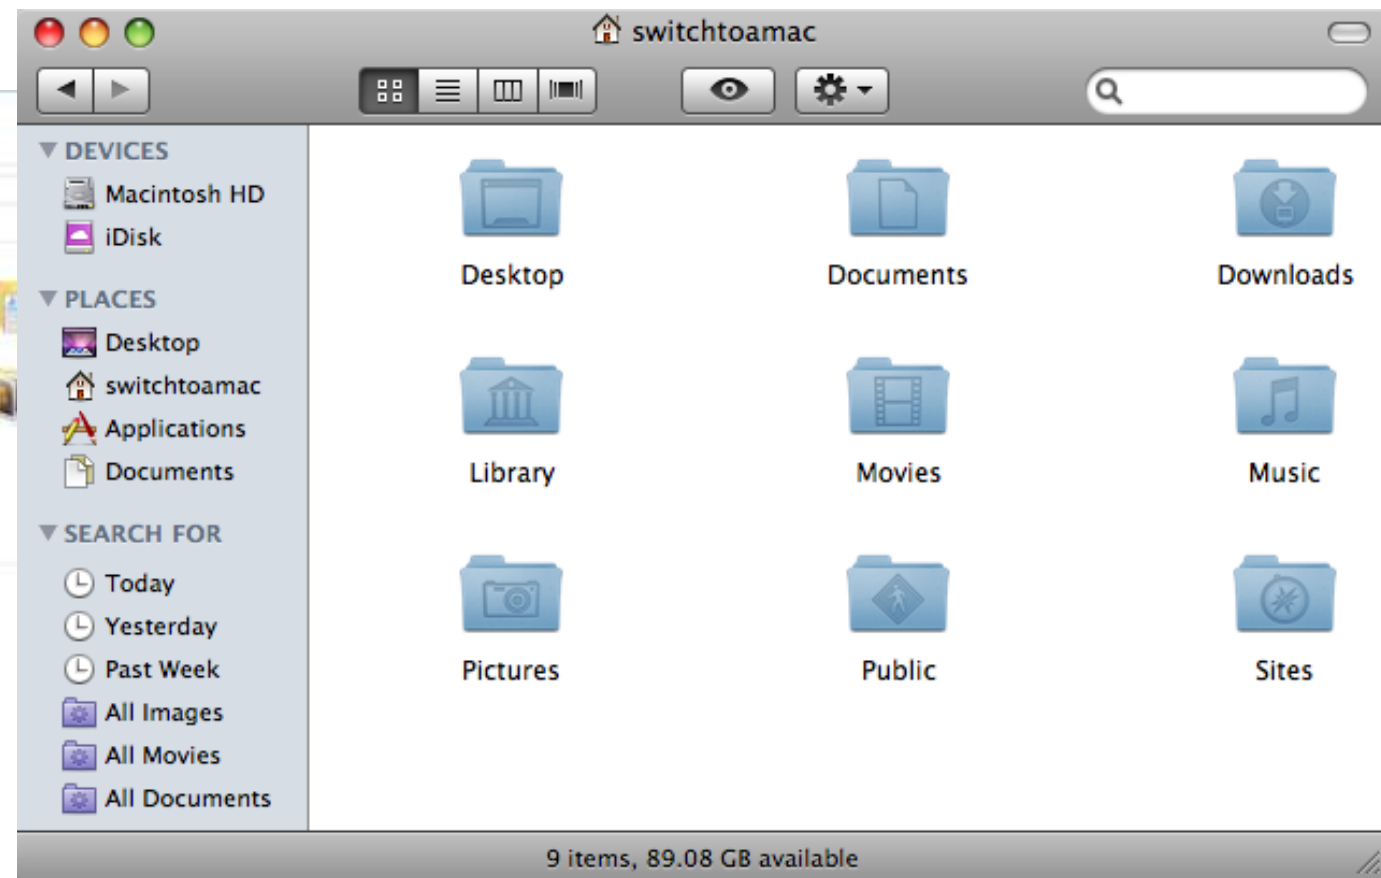 switchtoamac
DEVICES
Macintosh HD
iDisk
PLACES
Desktop
switchtoamac
Applications
Documents
SEARCH FOR
Today
Yesterday
Past Week
All Images
All Movies
All Documents
Desktop Documents Downloads
Library Movies Music
Pictures Public Sites
9 items, 89.08 GB available